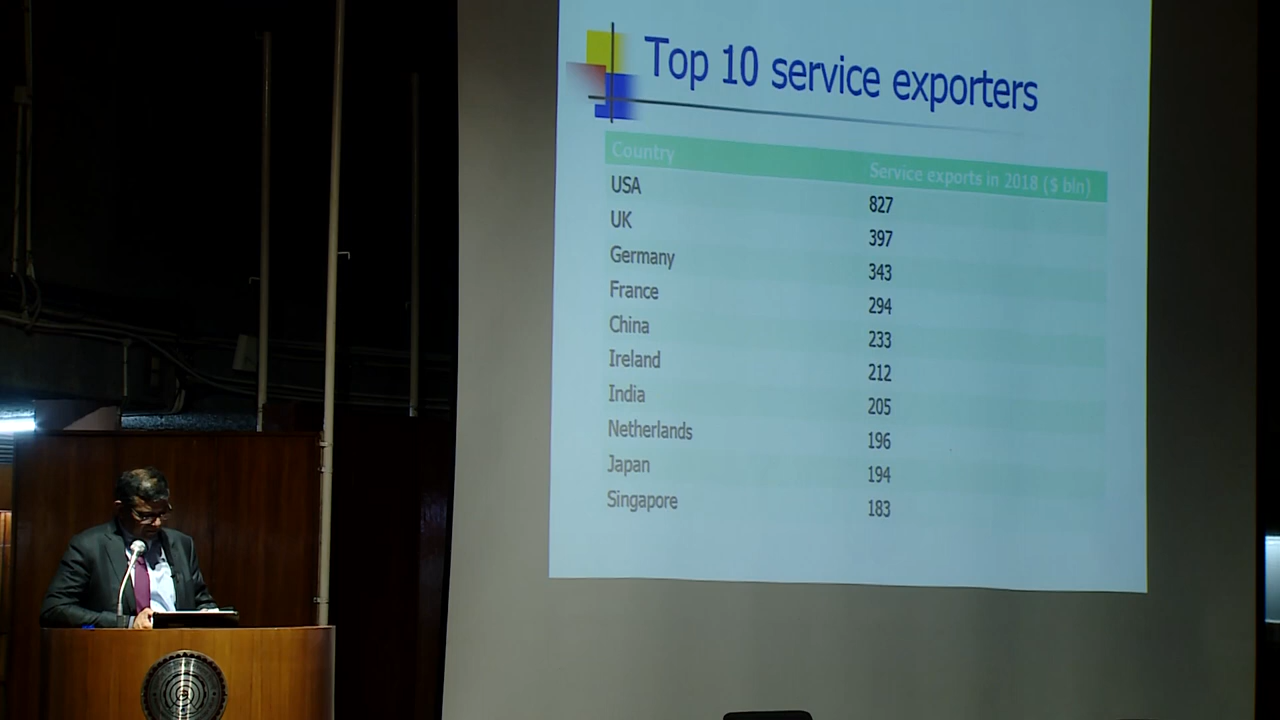 Top 10 service exporters
Country Service exports in 2018 ($ bln)
USA 827
UK 397
Germany 343
France 294
China 233
Ireland 212
India 205
Netherlands 196
Japan 194
Singapore 183